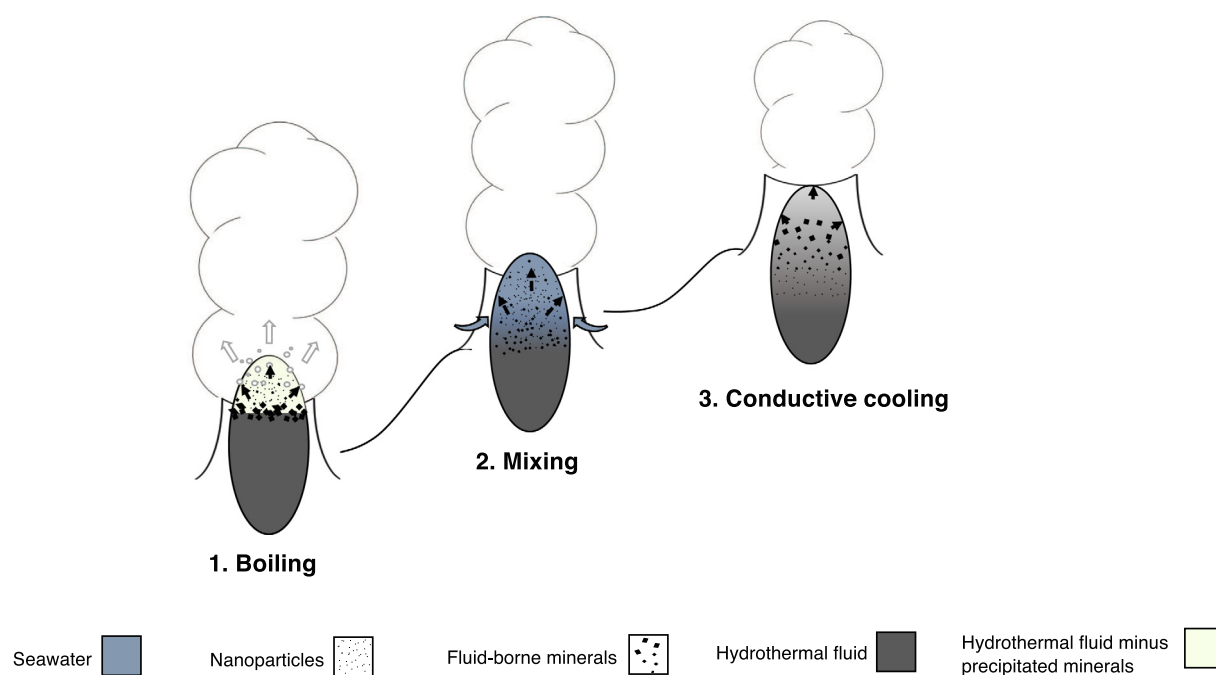 1. Boiling
2. Mixing
3. Conductive cooling
Seawater
Nanoparticles
Fluid-borne minerals
Hydrothermal fluid
Hydrothermal fluid minus
precipitated minerals